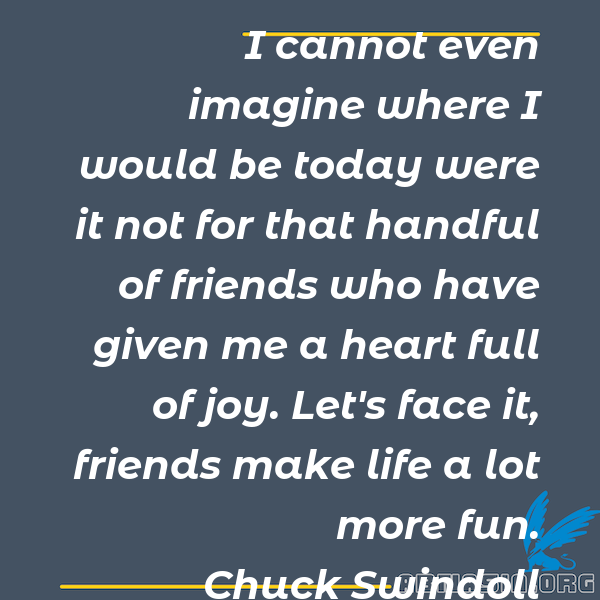 I cannot even
imagine where I
would be today were
it not for that handful
of friends who have
given me a heart full
of joy. Let's face it,
friends make life a lot
more fun.
Chuck Swindoll